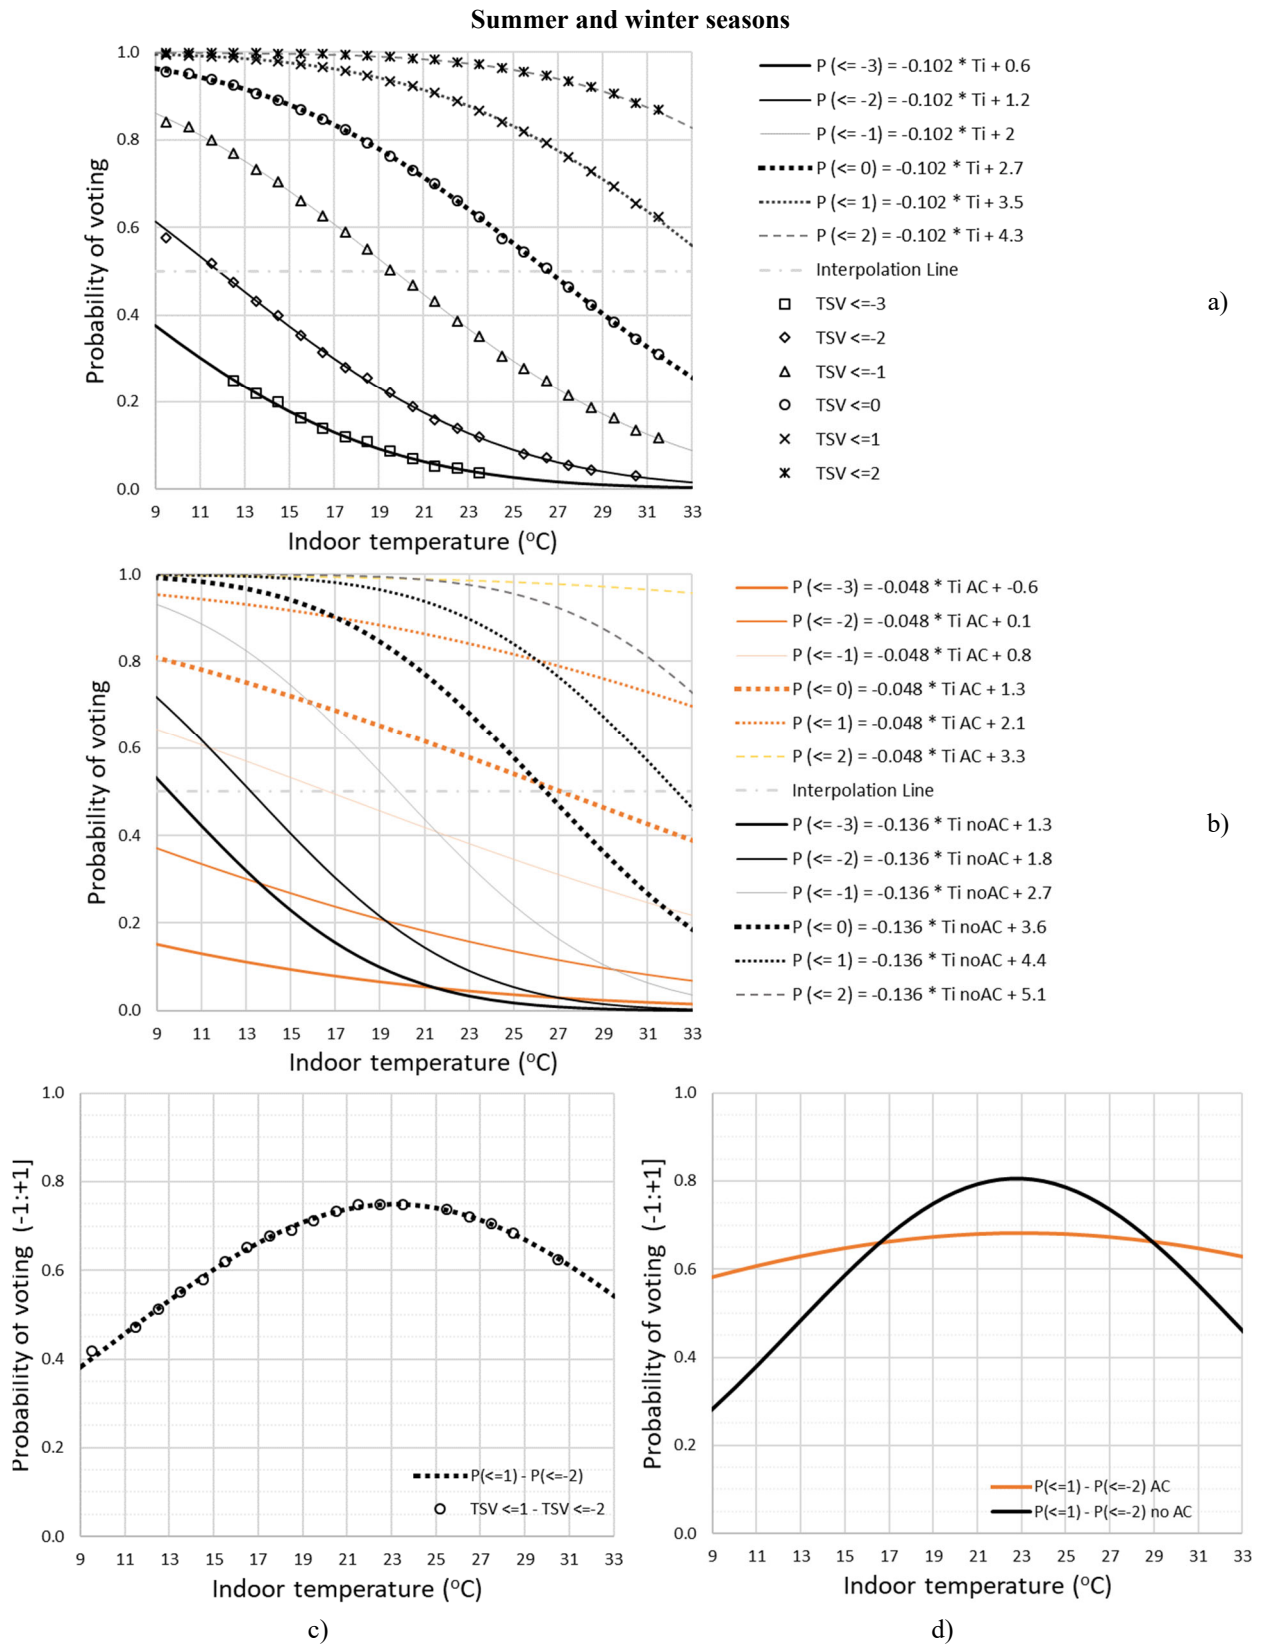 Summer and winter seasons
1.0
0.8
0.6
0.4
0.2
0.0
Probability of voting
9 11 13 15 17 19 21 23 25 27 29 31 33
Indoor temperature (°C)
P (<= -3) = -0.102 * Ti + 0.6
P (<= -2) = -0.102 * Ti + 1.2
P (<= -1) = -0.102 * Ti + 2
P (<= 0) = -0.102 * Ti + 2.7
P (<= 1) = -0.102 * Ti + 3.5
P (<= 2) = -0.102 * Ti + 4.3
Interpolation Line
TSV <=-3
TSV <=-2
TSV <=-1
TSV <=0
TSV <=1
TSV <=2
a)
1.0
0.8
0.6
0.4
0.2
0.0
Probability of voting
9 11 13 15 17 19 21 23 25 27 29 31 33
Indoor temperature (°C)
P (<= -3) = -0.048 * Ti AC + -0.6
P (<= -2) = -0.048 * Ti AC + 0.1
P (<= -1) = -0.048 * Ti AC + 0.8
P (<= 0) = -0.048 * Ti AC + 1.3
P (<= 1) = -0.048 * Ti AC + 2.1
P (<= 2) = -0.048 * Ti AC + 3.3
Interpolation Line
P (<= -3) = -0.136 * Ti noAC + 1.3
P (<= -2) = -0.136 * Ti noAC + 1.8
P (<= -1) = -0.136 * Ti noAC + 2.7
P (<= 0) = -0.136 * Ti noAC + 3.6
P (<= 1) = -0.136 * Ti noAC + 4.4
P (<= 2) = -0.136 * Ti noAC + 5.1
b)
1.0
0.8
0.6
0.4
0.2
0.0
Probability of voting (-1:+1]
P(<=1) - P(<=-2)
TSV <=1 - TSV <=-2
9 11 13 15 17 19 21 23 25 27 29 31 33
Indoor temperature (°C)
c)
1.0
0.8
0.6
0.4
0.2
0.0
Probability of voting (-1:+1]
P(<=1) - P(<=-2) AC
P(<=1) - P(<=-2) no AC
9 11 13 15 17 19 21 23 25 27 29 31 33
Indoor temperature (°C)
d)